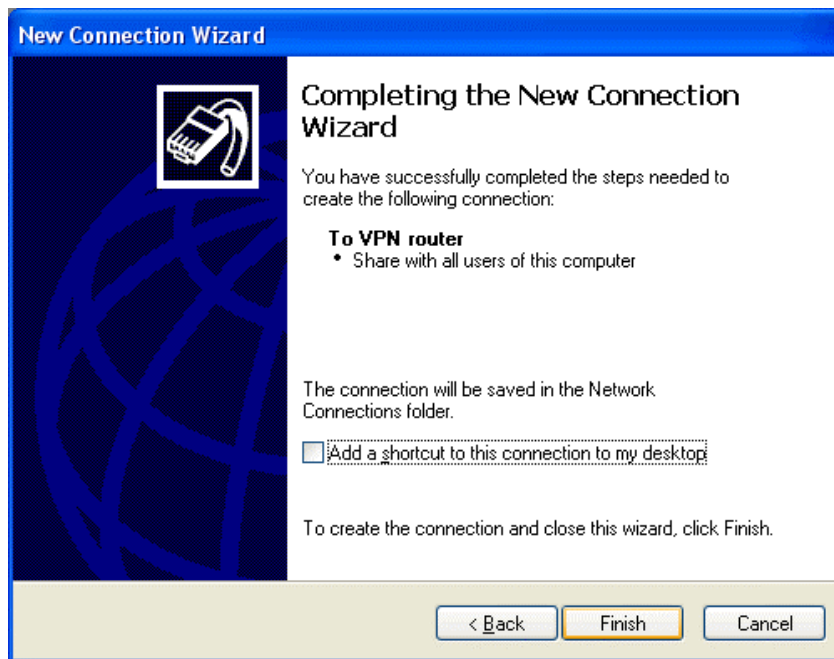 New Connection Wizard
Completing the New Connection
Wizard
You have successfully completed the steps needed to
create the following connection:
To VPN router
• Share with all users of this computer
The connection will be saved in the Network
Connections folder.
Add a shortcut to this connection to my desktop
To create the connection and close this wizard, click Finish.
< Back Finish Cancel